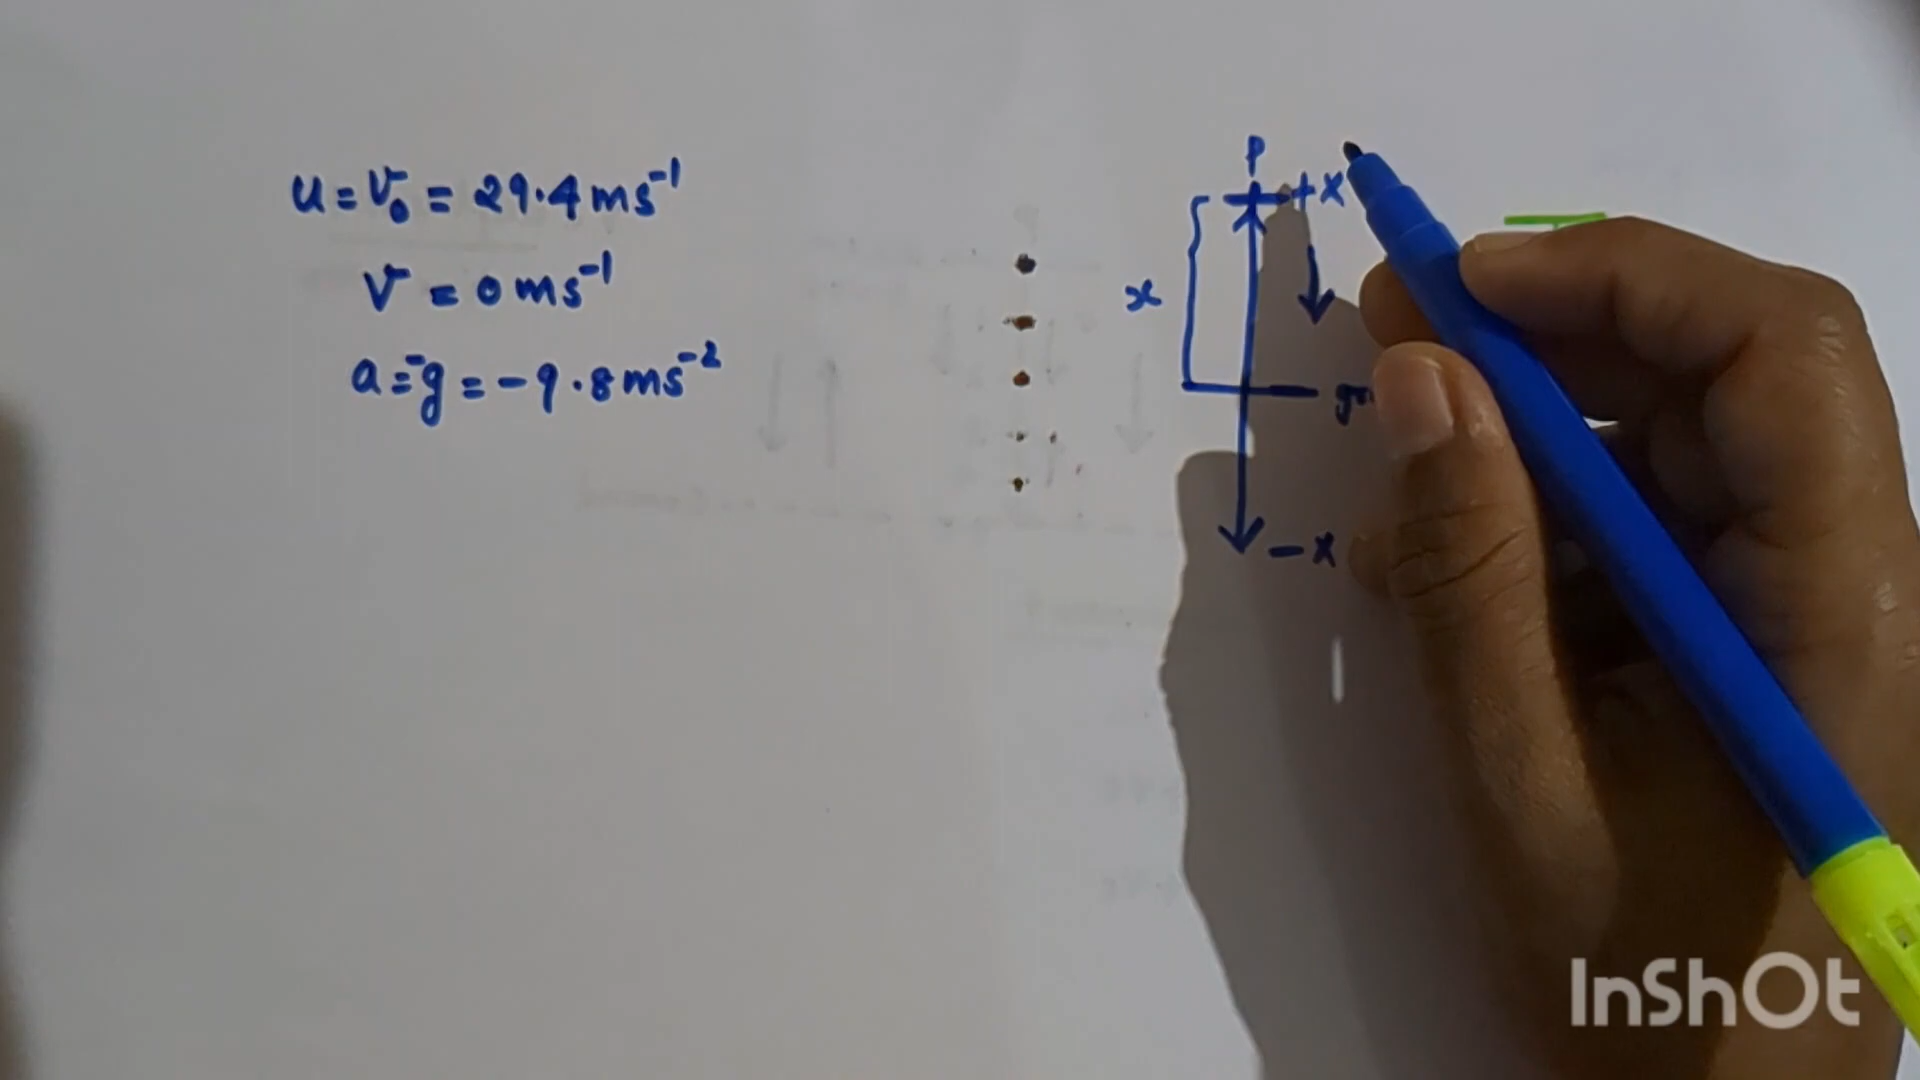 u = v₀ = 29.4 ms⁻¹
v = 0 ms⁻¹
a = -g = -9.8 ms⁻²
P
+X
x
-X
InShOt